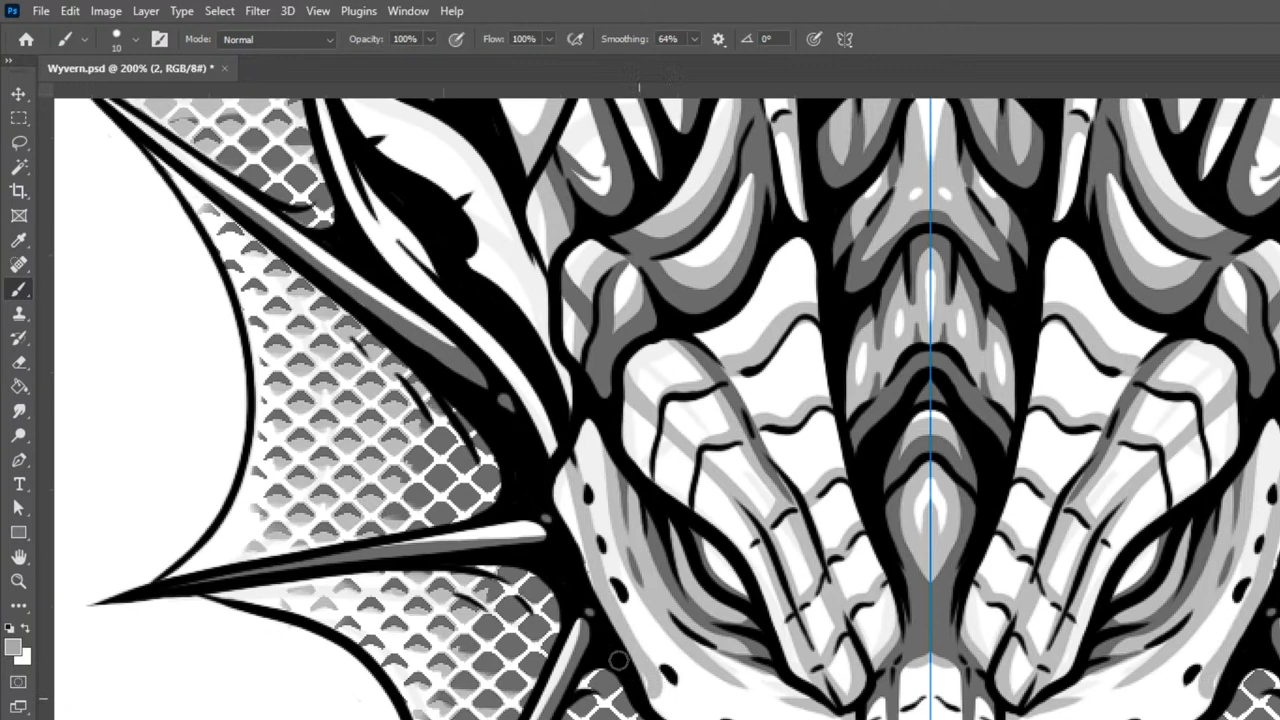 Ps File Edit Image Layer Type Select Filter 3D View Plugins Window Help
10 Mode: Normal Opacity: 100% Flow: 100% Smoothing: 64% 0°
Wyvern.psd @ 200% (2, RGB/8#) * ×
T